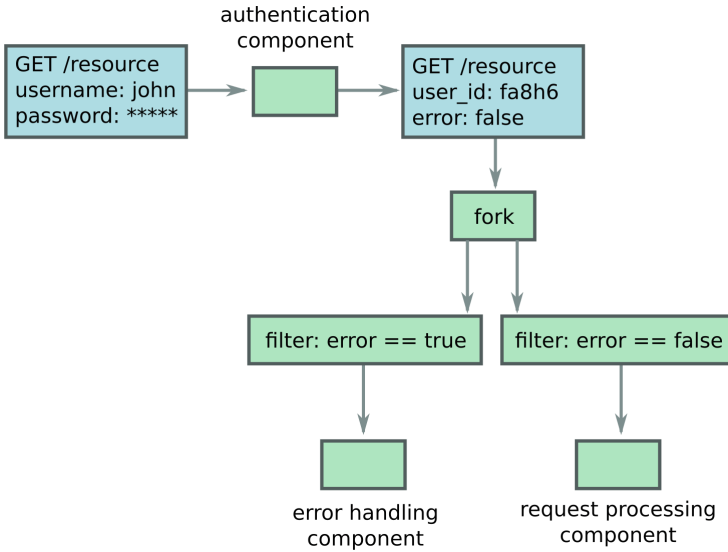 authentication
component
GET /resource
username: john
password: *****
GET /resource
user_id: fa8h6
error: false
fork
filter: error == true
filter: error == false
error handling
component
request processing
component